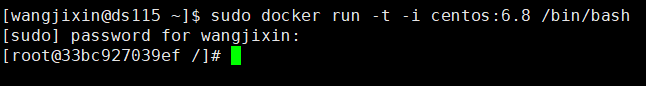 [wangjixin@ds115 ~]$ sudo docker run -t -i centos:6.8 /bin/bash
[sudo] password for wangjixin:
[root@33bc927039ef /]#